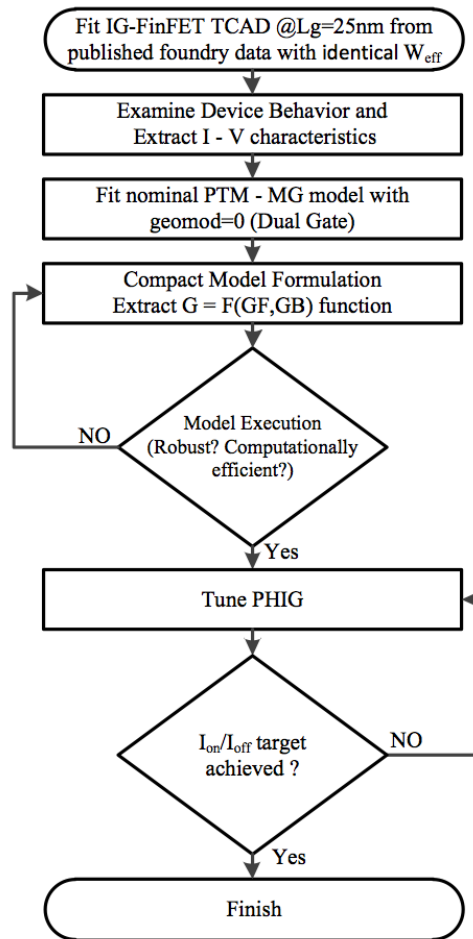 Fit IG-FinFET TCAD @Lg=25nm from
published foundry data with identical Weff
Examine Device Behavior and
Extract I - V characteristics
Fit nominal PTM - MG model with
geomod=0 (Dual Gate)
Compact Model Formulation
Extract G = F(GF,GB) function
Model Execution
(Robust? Computationally
efficient?)
NO
Yes
Tune PHIG
Ion/Ioff target
achieved ?
NO
Yes
Finish